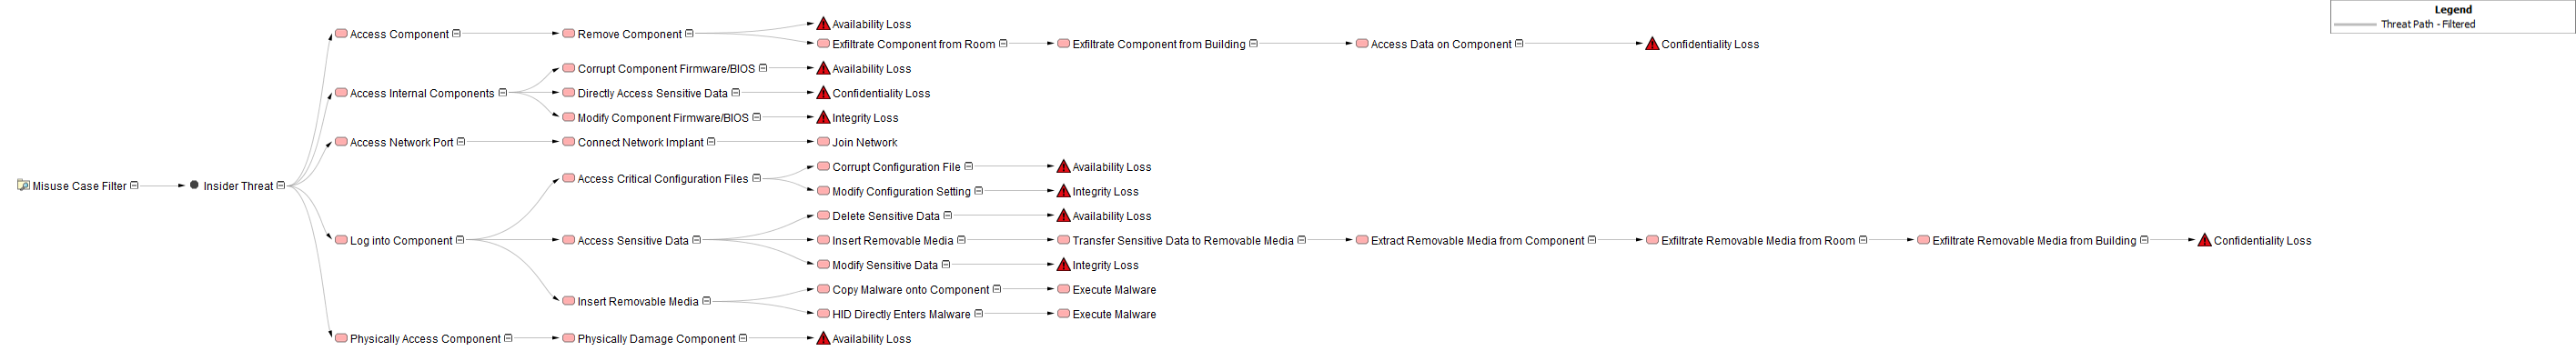 Legend
Threat Path - Filtered
Availability Loss
Access Component Remove Component
Exfiltrate Component from Room Exfiltrate Component from Building Access Data on Component Confidentiality Loss
Corrupt Component Firmware/BIOS Availability Loss
Access Internal Components Directly Access Sensitive Data Confidentiality Loss
Modify Component Firmware/BIOS Integrity Loss
Access Network Port Connect Network Implant Join Network
Corrupt Configuration File Availability Loss
Access Critical Configuration Files
Misuse Case Filter Insider Threat
Modify Configuration Setting Integrity Loss
Delete Sensitive Data Availability Loss
Log into Component Access Sensitive Data Insert Removable Media Transfer Sensitive Data to Removable Media Extract Removable Media from Component Exfiltrate Removable Media from Room Exfiltrate Removable Media from Building Confidentiality Loss
Modify Sensitive Data Integrity Loss
Copy Malware onto Component Execute Malware
Insert Removable Media
HID Directly Enters Malware Execute Malware
Physically Access Component Physically Damage Component Availability Loss